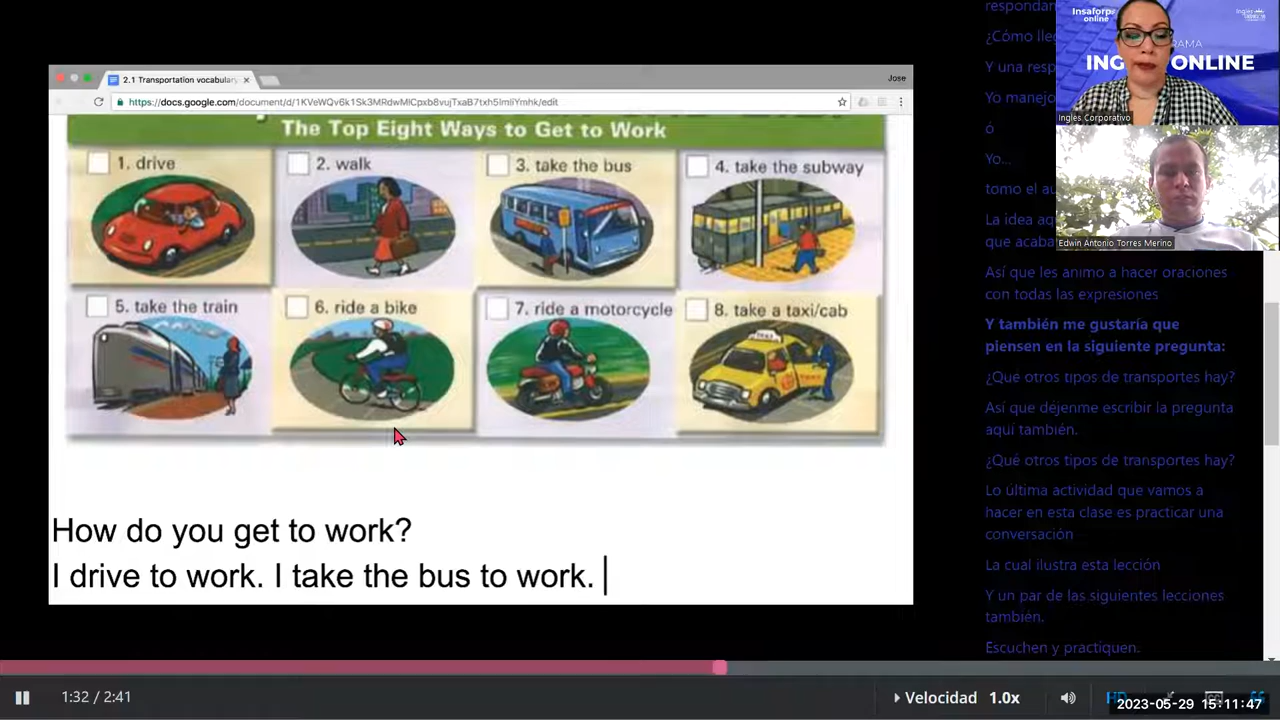 2.1 Transportation vocabulary
Jose
https://docs.google.com/document/d/1KVeWQv6k1Sk3MRdwMlCpxb8vujTxaB7txh5ImliYmhk/edit
The Top Eight Ways to Get to Work
1. drive
2. walk
3. take the bus
4. take the subway
5. take the train
6. ride a bike
7. ride a motorcycle
8. take a taxi/cab
How do you get to work?
I drive to work. I take the bus to work.
respondan
¿Cómo lleg
Y una resp
Yo manejo
ó
Yo...
tomo el au
La idea aq
que acaba
Así que les animo a hacer oraciones
con todas las expresiones
Y también me gustaría que
piensen en la siguiente pregunta:
¿Qué otros tipos de transportes hay?
Así que déjenme escribir la pregunta
aquí también.
¿Qué otros tipos de transportes hay?
Lo última actividad que vamos a
hacer en esta clase es practicar una
conversación
La cual ilustra esta lección
Y un par de las siguientes lecciones
también.
Escuchen y practiquen.
Insaforp
online
RAMA
ING ONLINE
Inglés Corporativo
Edwin Antonio Torres Merino
1:32 / 2:41
Velocidad 1.0x
HD
2023-05-29 15:11:47